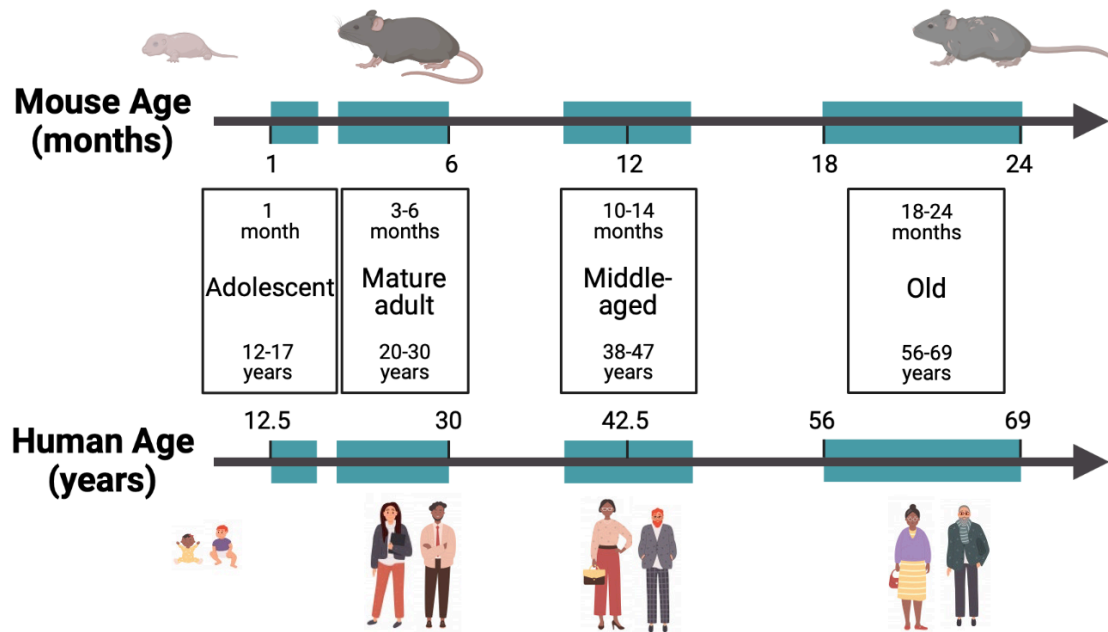 Mouse Age
(months)
1
6
12
18
24
1
month
Adolescent
12-17
years
3-6
months
Mature
adult
20-30
years
10-14
months
Middle-
aged
38-47
years
18-24
months
Old
56-69
years
Human Age
(years)
12.5
30
42.5
56
69